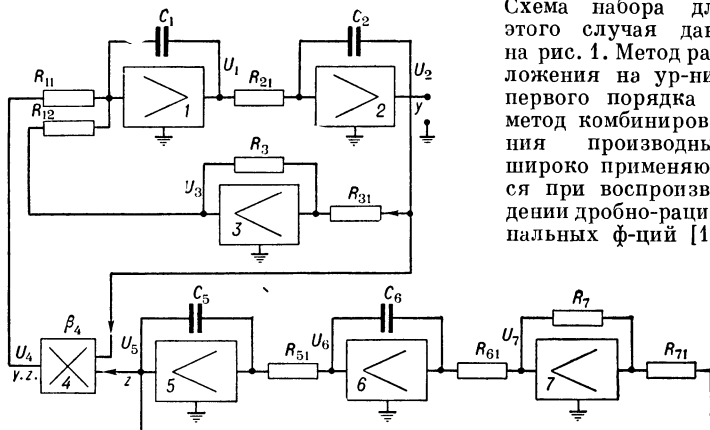 Схема набора дл
этого случая дан
на рис. 1. Метод ра
ложения на ур-ни
первого порядка
метод комбиниров
ния производны
широко применяю
ся при воспроизв
дении дробно-раци
нальных ф-ций [1
C1
C2
R11
U1
R21
U2
R12
1
2
y
R3
U3
R31
3
C5
C6
R7
β4
U4
U5
R51
U6
R61
U7
R71
y.z.
4
z
5
6
7